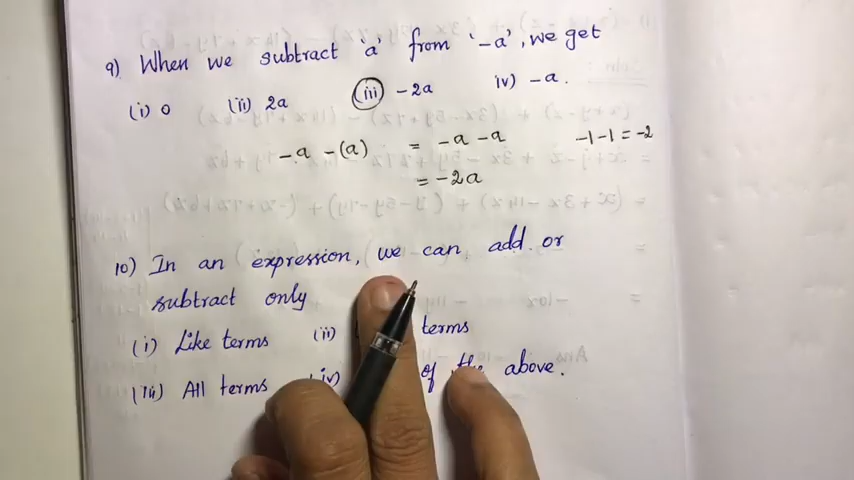 9) When we subtract 'a' from '-a', we get
(i) 0 (ii) 2a (iii) -2a iv) -a.
-a -(a) = -a -a -1-1 = -2
= -2a
10) In an expression, we can add or
subtract only
(i) Like terms (ii) terms
(iii) All terms (iv) of the above.